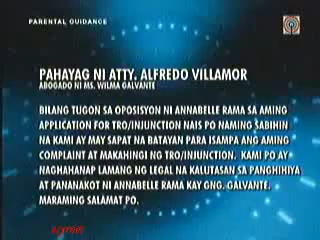 PARENTAL GUIDANCE
PAHAYAG NI ATTY. ALFREDO VILLAMOR
ABOGADO NI MS. WILMA GALVANTE
BILANG TUGON SA OPOSISYON NI ANNABELLE RAMA SA AMING
APPLICATION FOR TRO/INJUNCTION NAIS PO NAMING SABIHIN
NA KAMI AY MAY SAPAT NA BATAYAN PARA ISAMPA ANG AMING
COMPLAINT AT MAKAHINGI NG TRO/INJUNCTION. KAMI PO AY
NAGHAHANAP LAMANG NG LEGAL NA KALUTASAN SA PANGHIHIYA
AT PANANAKOT NI ANNABELLE RAMA KAY GNG. GALVANTE.
MARAMING SALAMAT PO.